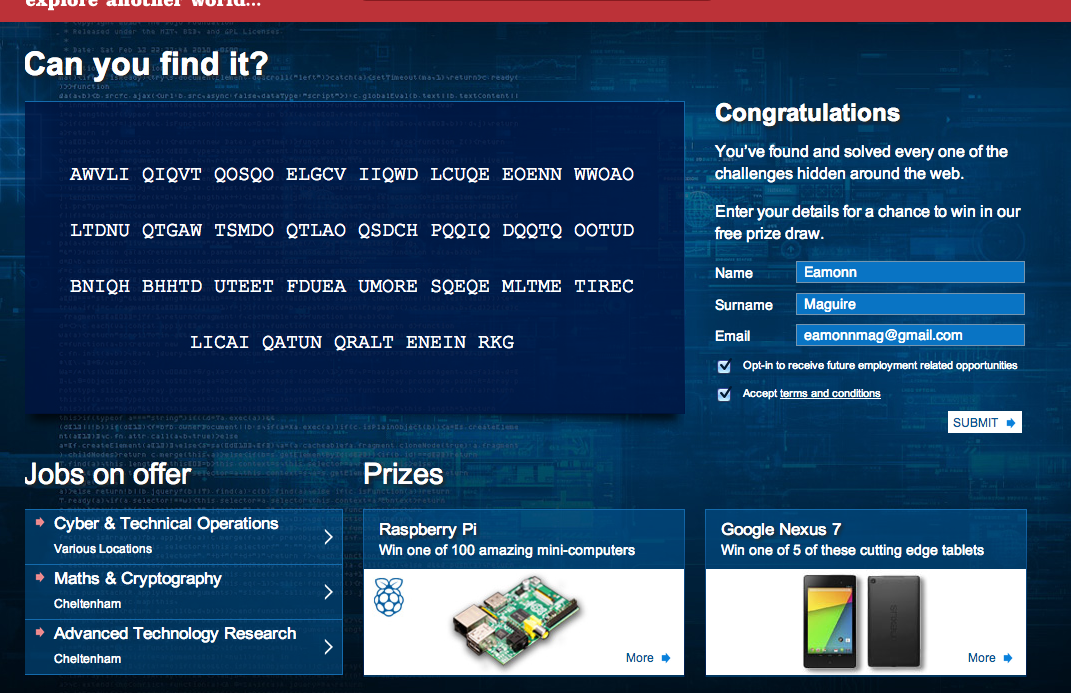 explore another world...
Can you find it?
AWVLI QIQVT QOSQO ELGCV IIQWD LCUQE EOENN WWOAO
LTDNU QTGAW TSMDO QTLAO QSDCH PQQIQ DQQTQ OOTUD
BNIQH BHHTD UTEET FDUEA UMORE SQEQE MLTME TIREC
LICAI QATUN QRALT ENEIN RKG
Congratulations
You've found and solved every one of the
challenges hidden around the web.
Enter your details for a chance to win in our
free prize draw.
Name Eamonn
Surname Maguire
Email eamonnmag@gmail.com
Opt-in to receive future employment related opportunities
Accept terms and conditions
SUBMIT
Jobs on offer
Cyber & Technical Operations
Various Locations
Maths & Cryptography
Cheltenham
Advanced Technology Research
Cheltenham
Prizes
Raspberry Pi
Win one of 100 amazing mini-computers
More
Google Nexus 7
Win one of 5 of these cutting edge tablets
More